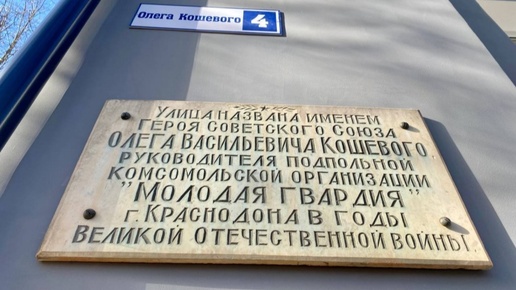 Олега Кошевого 4
Улица названа именем
Героя Советского Союза
Олега Васильевича Кошевого,
руководителя подпольной
комсомольской организации
"Молодая гвардия"
г. Краснодона в годы
Великой Отечественной войны.